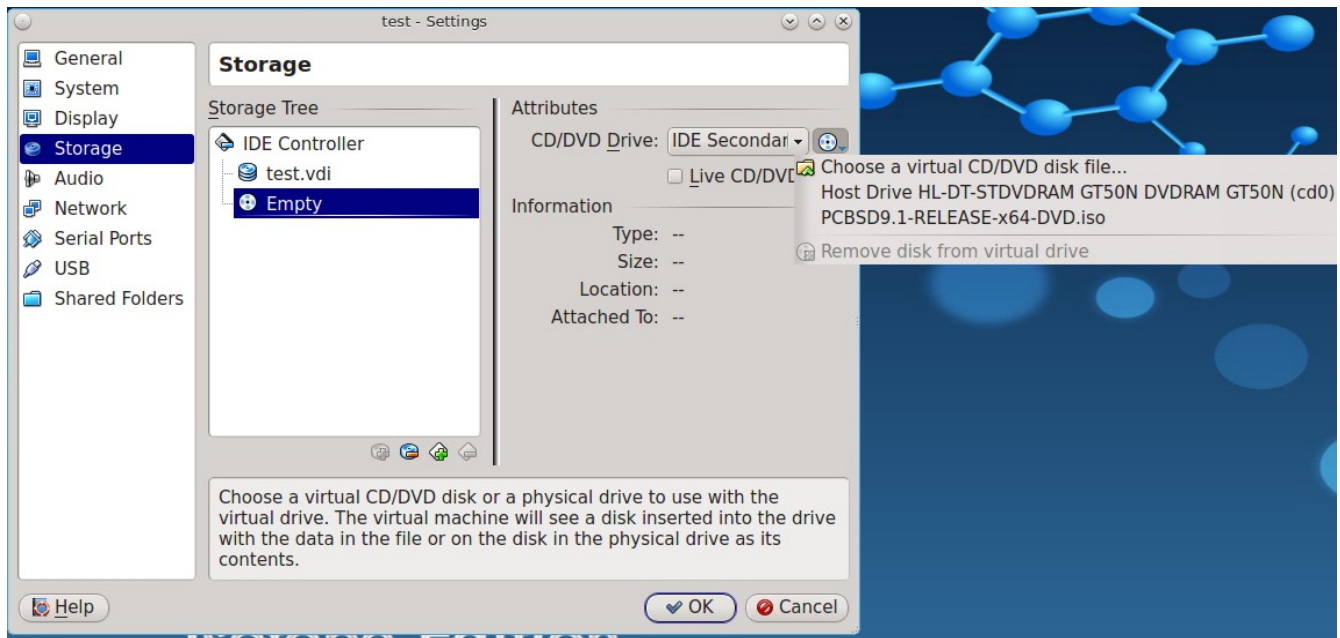 test - Settings
General
System
Display
Storage
Audio
Network
Serial Ports
USB
Shared Folders
Storage
Storage Tree
IDE Controller
test.vdi
Empty
Attributes
CD/DVD Drive: IDE Secondar
Live CD/DVD
Information
Type: --
Size: --
Location: --
Attached To: --
Choose a virtual CD/DVD disk file...
Host Drive HL-DT-STDVDRAM GT50N DVDRAM GT50N (cd0)
PCBSD9.1-RELEASE-x64-DVD.iso
Remove disk from virtual drive
Choose a virtual CD/DVD disk or a physical drive to use with the
virtual drive. The virtual machine will see a disk inserted into the drive
with the data in the file or on the disk in the physical drive as its
contents.
Help
OK
Cancel